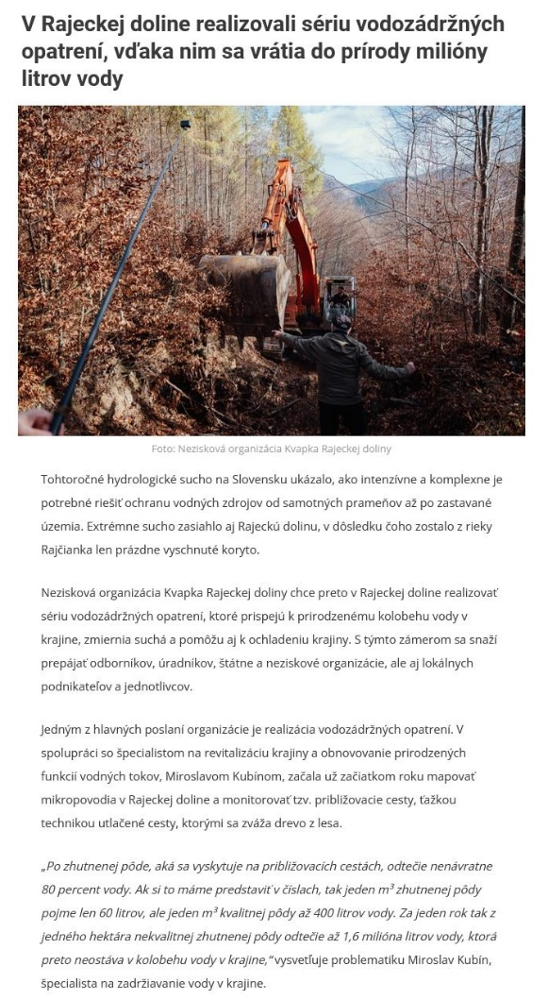 V Rajeckej doline realizovali sériu vodozádržných
opatrení, vďaka nim sa vrátia do prírody milióny
litrov vody
Foto: Nezisková organizácia Kvapka Rajeckej doliny
Tohtoročné hydrologické sucho na Slovensku ukázalo, ako intenzívne a komplexne je
potrebné riešiť ochranu vodných zdrojov od samotných prameňov až po zastavané
územia. Extrémne sucho zasiahlo aj Rajeckú dolinu, v dôsledku čoho zostalo z rieky
Rajčianka len prázdne vyschnuté koryto.
Nezisková organizácia Kvapka Rajeckej doliny chce preto v Rajeckej doline realizovať
sériu vodozádržných opatrení, ktoré prispejú k prirodzenému kolobehu vody v
krajine, zmiernia suchá a pomôžu aj k ochladeniu krajiny. S týmto zámerom sa snaží
prepájať odborníkov, úradníkov, štátne a neziskové organizácie, ale aj lokálnych
podnikateľov a jednotlivcov.
Jedným z hlavných poslaní organizácie je realizácia vodozádržných opatrení. V
spolupráci so špecialistom na revitalizáciu krajiny a obnovovanie prirodzených
funkcií vodných tokov, Miroslavom Kubínom, začala už začiatkom roku mapovať
mikropovodia v Rajeckej doline a monitorovať tzv. približovacie cesty, ťažkou
technikou utlačené cesty, ktorými sa zváža drevo z lesa.
„Po zhutnenej pôde, aká sa vyskytuje na približovacích cestách, odtečie nenávratne
80 percent vody. Ak si to máme predstaviť v číslach, tak jeden m³ zhutnenej pôdy
pojme len 60 litrov, ale jeden m³ kvalitnej pôdy až 400 litrov vody. Za jeden rok tak z
jedného hektára nekvalitnej zhutnenej pôdy odtečie až 1,6 milióna litrov vody, ktorá
preto neostáva v kolobehu vody v krajine,“ vysvetľuje problematiku Miroslav Kubín,
špecialista na zadržiavanie vody v krajine.